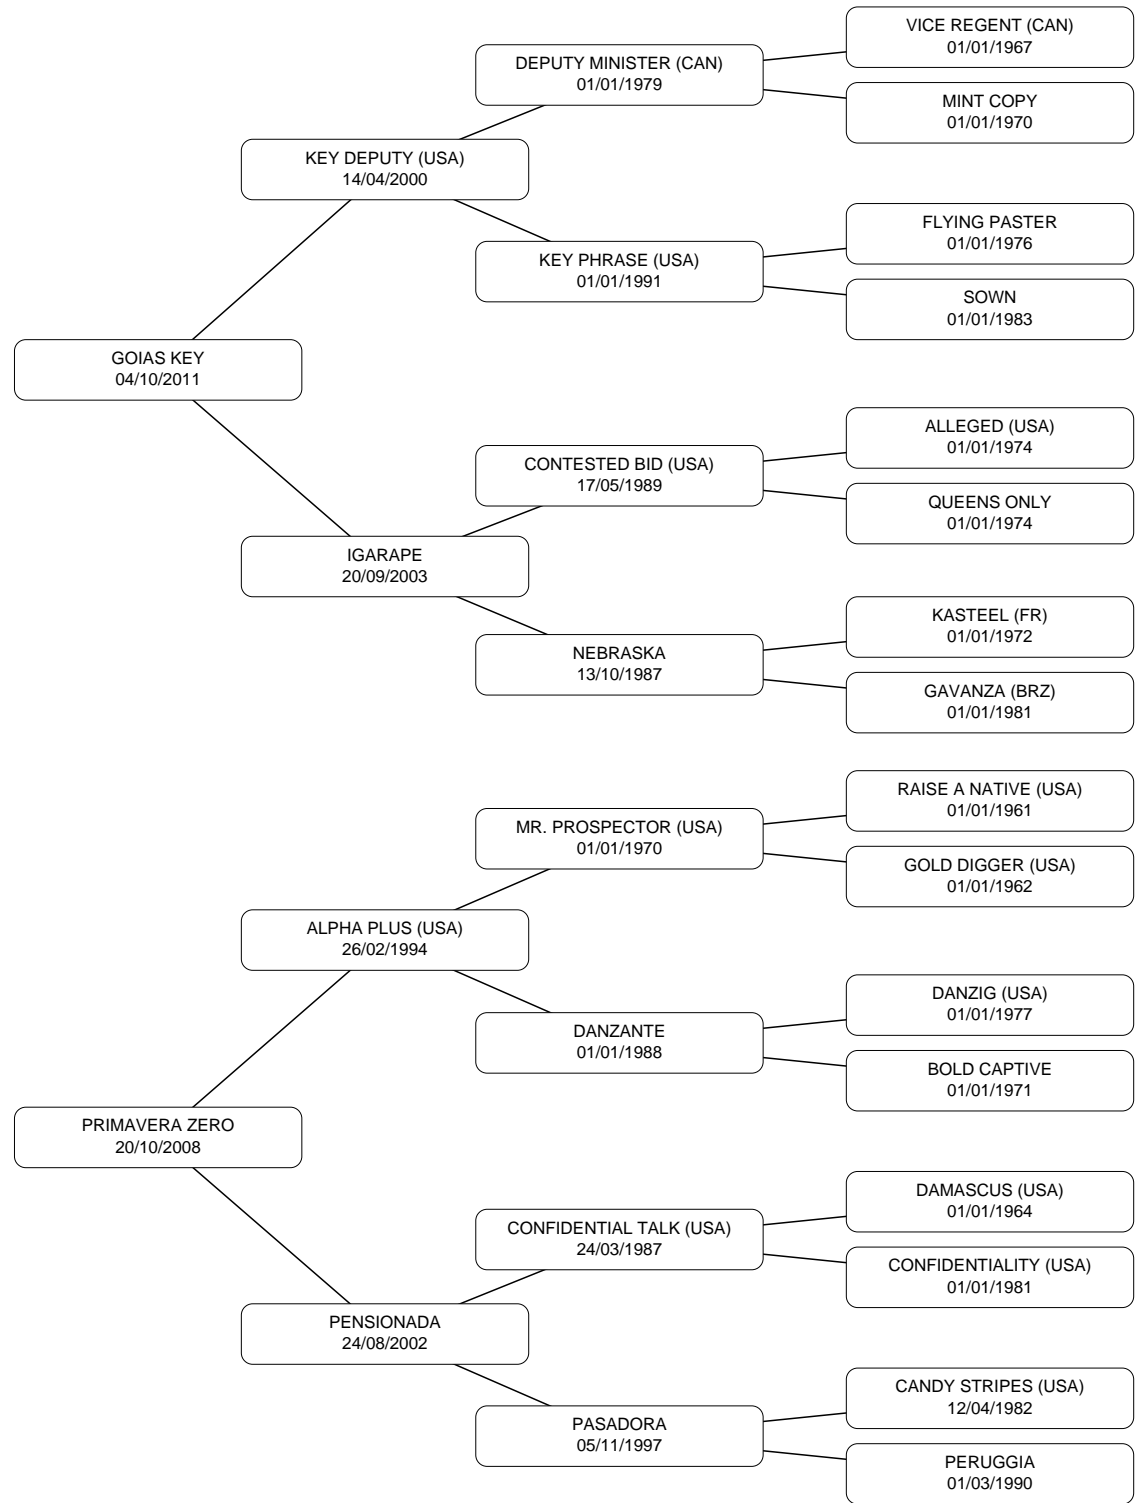 VICE REGENT (CAN)
01/01/1967
DEPUTY MINISTER (CAN)
01/01/1979
MINT COPY
01/01/1970
KEY DEPUTY (USA)
14/04/2000
FLYING PASTER
01/01/1976
KEY PHRASE (USA)
01/01/1991
SOWN
01/01/1983
GOIAS KEY
04/10/2011
ALLEGED (USA)
01/01/1974
CONTESTED BID (USA)
17/05/1989
QUEENS ONLY
01/01/1974
IGARAPE
20/09/2003
KASTEEL (FR)
01/01/1972
NEBRASKA
13/10/1987
GAVANZA (BRZ)
01/01/1981
RAISE A NATIVE (USA)
01/01/1961
MR. PROSPECTOR (USA)
01/01/1970
GOLD DIGGER (USA)
01/01/1962
ALPHA PLUS (USA)
26/02/1994
DANZIG (USA)
01/01/1977
DANZANTE
01/01/1988
BOLD CAPTIVE
01/01/1971
PRIMAVERA ZERO
20/10/2008
DAMASCUS (USA)
01/01/1964
CONFIDENTIAL TALK (USA)
24/03/1987
CONFIDENTIALITY (USA)
01/01/1981
PENSIONADA
24/08/2002
CANDY STRIPES (USA)
12/04/1982
PASADORA
05/11/1997
PERUGGIA
01/03/1990